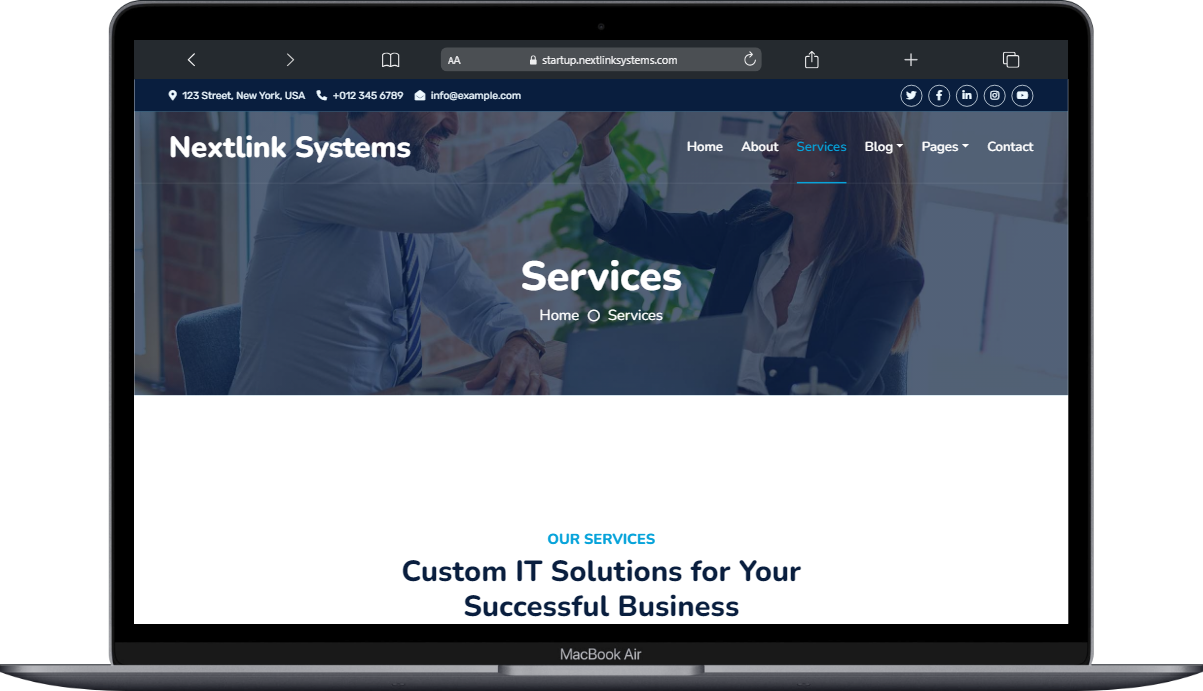 AA startup.nextlinksystems.com
123 Street, New York, USA +012 345 6789 info@example.com
Nextlink Systems Home About Services Blog Pages Contact
Services
Home Services
OUR SERVICES
Custom IT Solutions for Your
Successful Business
MacBook Air